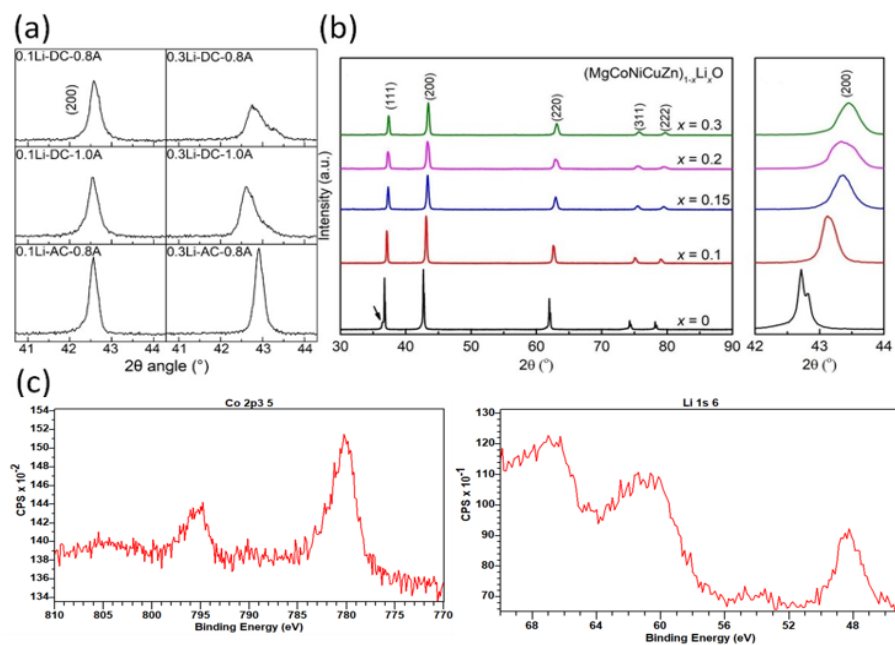 (a)
0.1Li-DC-0.8A
0.3Li-DC-0.8A
(200)
0.1Li-DC-1.0A
0.3Li-DC-1.0A
0.1Li-AC-0.8A
0.3Li-AC-0.8A
41 42 43 44 41 42 43 44
2θ angle (°)
(b)
Intensity (a.u.)
(MgCoNiCuZn)1-xLixO
(111)
(200)
(220)
(311)
(222)
x = 0.3
x = 0.2
x = 0.15
x = 0.1
x = 0
30 40 50 60 70 80 90
2θ (°)
(200)
42 43 44
2θ (°)
(c)
Co 2p3 5
CPS x 10-2
154
152
150
148
146
144
142
140
138
136
134
810 805 800 795 790 785 780 775 770
Binding Energy (eV)
Li 1s 6
CPS x 10-1
130
120
110
100
90
80
70
68 64 60 56 52 48
Binding Energy (eV)